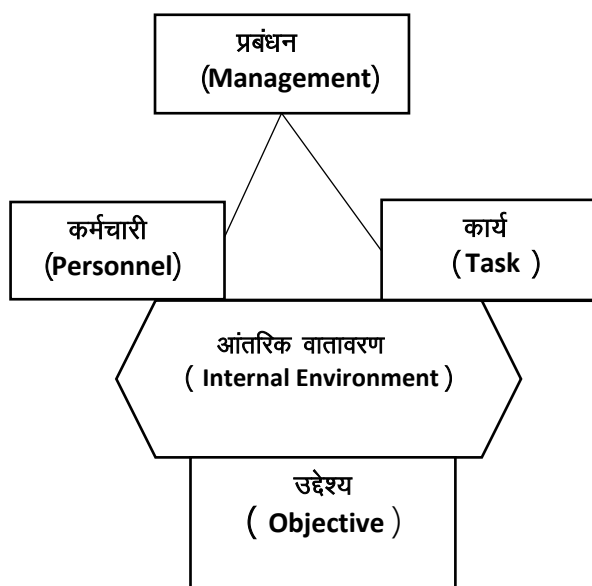 प्रबंधन
(Management)
कर्मचारी
(Personnel)
कार्य
( Task )
आंतरिक वातावरण
( Internal Environment )
उद्देश्य
( Objective )